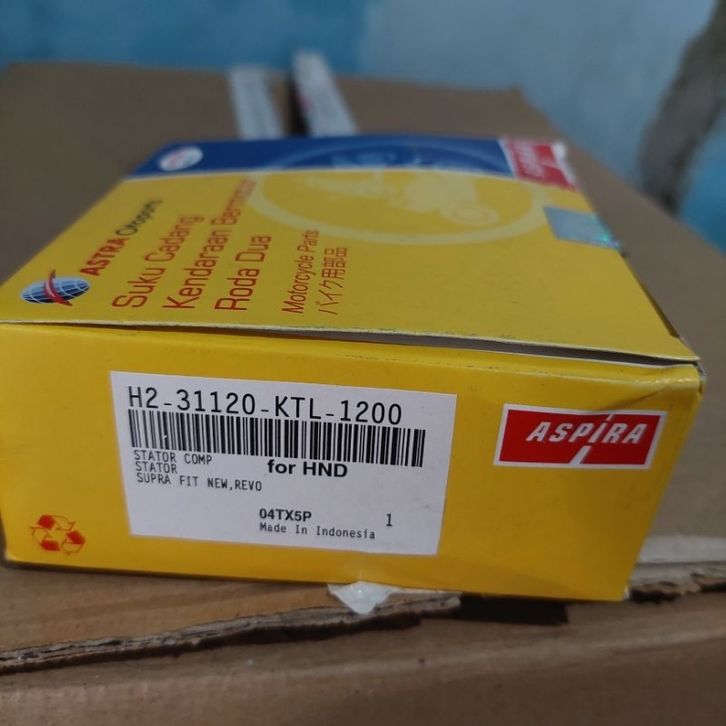 ASPIRA
ASTRA Otoparts
Suku Cadang
Kendaraan Bermotor
Roda Dua
Motorcycle Parts
バイク用部品
H2-31120-KTL-1200
STATOR COMP
STATOR
for HND
SUPRA FIT NEW,REVO
04TX5P
1
Made In Indonesia
ASPIRA